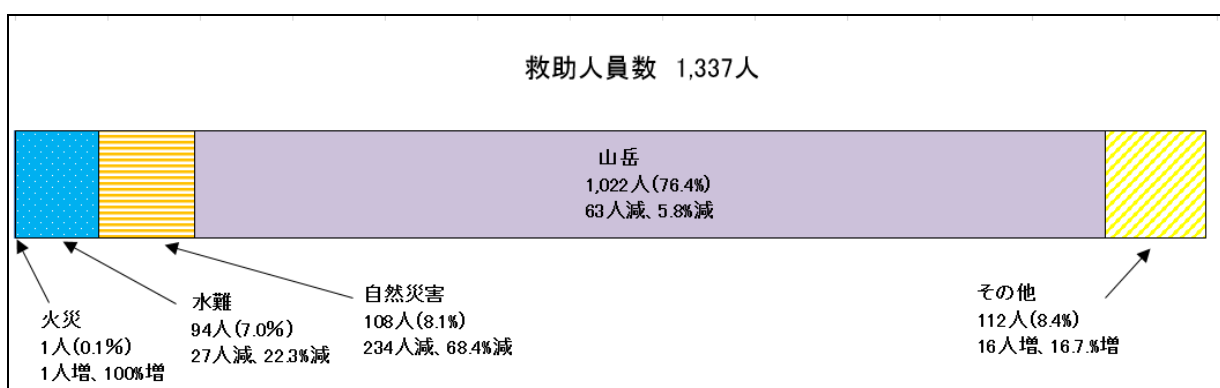 救助人員数 1,337人
山岳
1,022人(76.4%)
63人減、5.8%減
火災
1人(0.1%)
1人増、100%増
水難
94人(7.0%)
27人減、22.3%減
自然災害
108人(8.1%)
234人減、68.4%減
その他
112人(8.4%)
16人増、16.7.%増